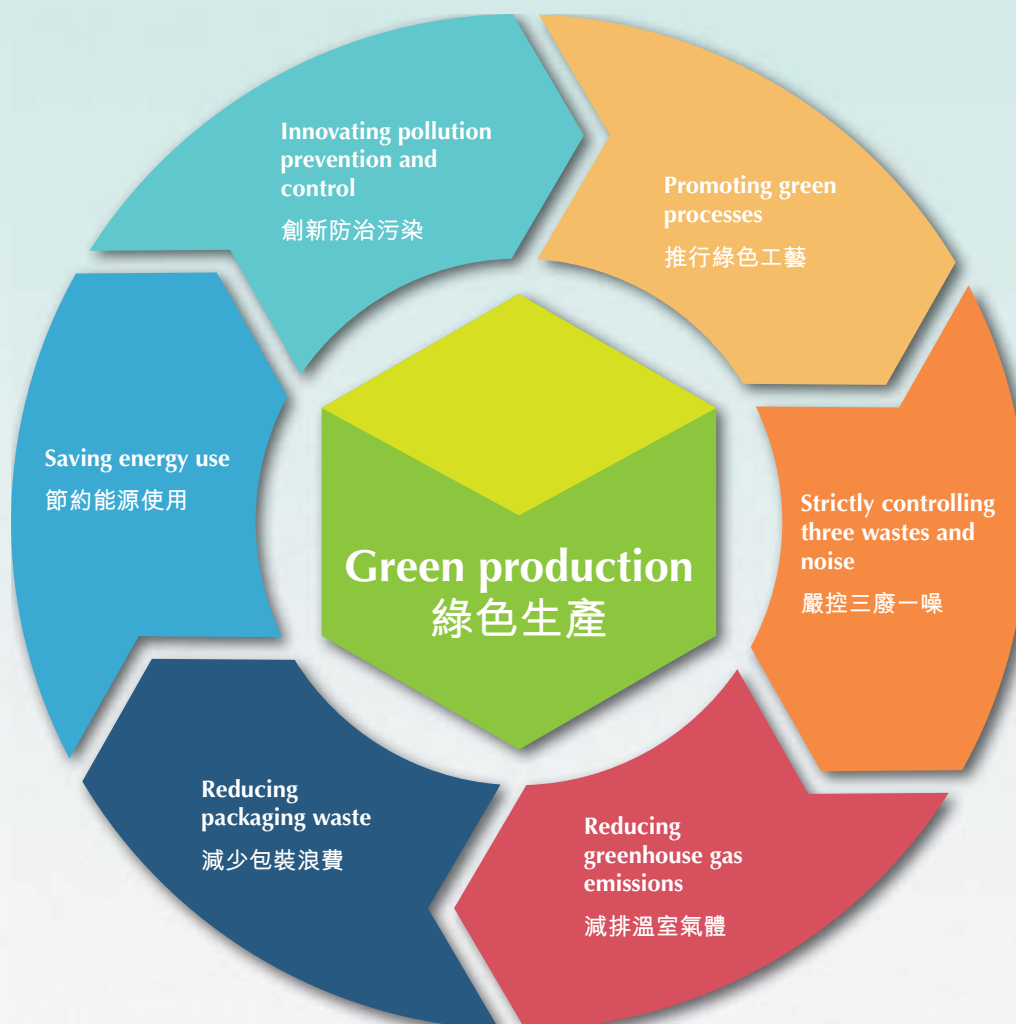 Innovating pollution
prevention and
control
創新防治污染
Promoting green
processes
推行綠色工藝
Strictly controlling
three wastes and
noise
嚴控三廢一噪
Reducing
greenhouse gas
emissions
減排溫室氣體
Reducing
packaging waste
減少包裝浪費
Saving energy use
節約能源使用
Green production
綠色生產